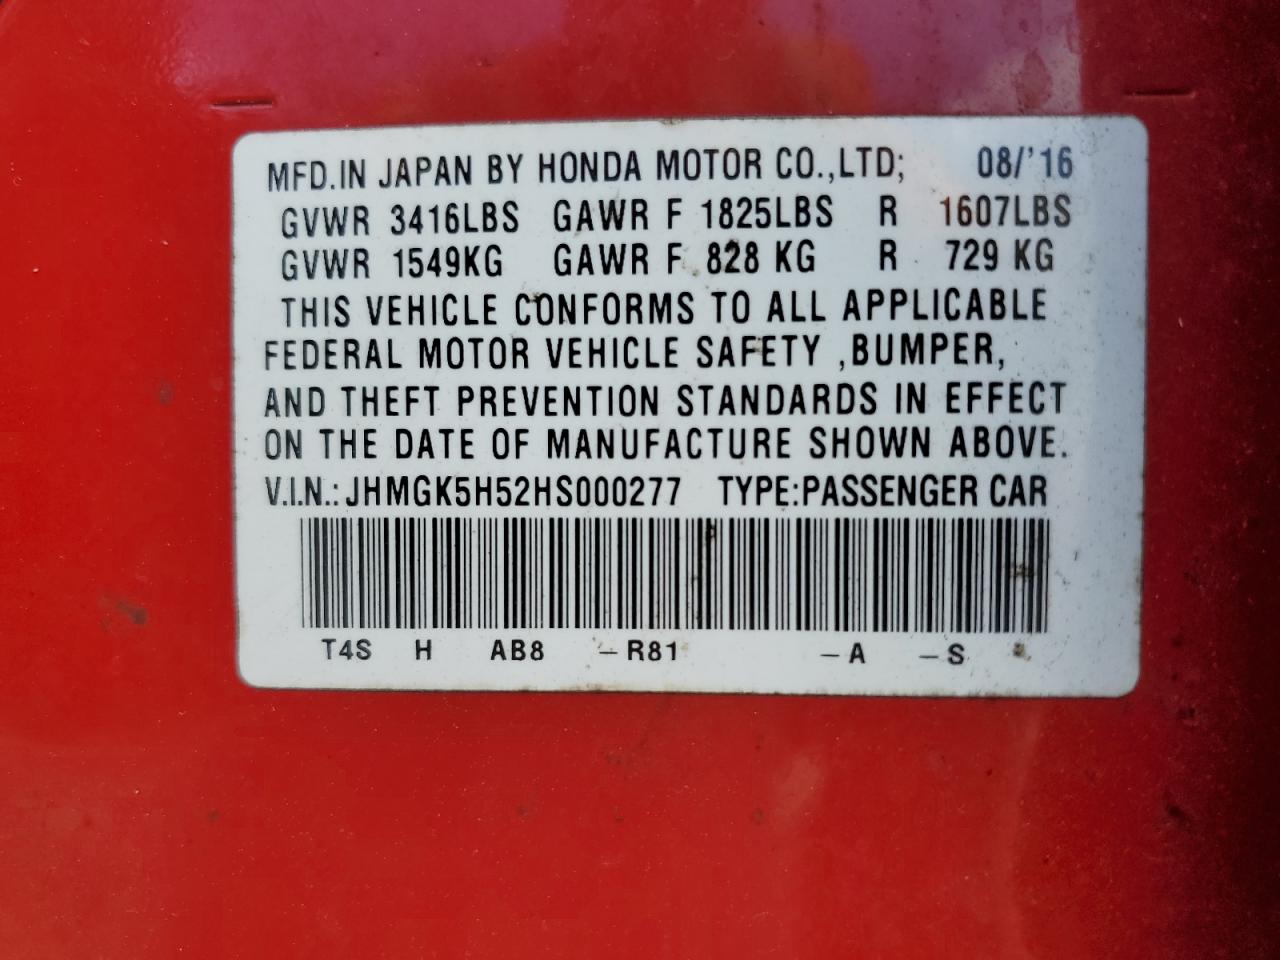 MFD.IN JAPAN BY HONDA MOTOR CO.,LTD; 08/'16
GVWR 3416LBS GAWR F 1825LBS R 1607LBS
GVWR 1549KG GAWR F 828 KG R 729 KG
THIS VEHICLE CONFORMS TO ALL APPLICABLE
FEDERAL MOTOR VEHICLE SAFETY ,BUMPER,
AND THEFT PREVENTION STANDARDS IN EFFECT
ON THE DATE OF MANUFACTURE SHOWN ABOVE.
V.I.N.:JHMGK5H52HS000277 TYPE:PASSENGER CAR
T4S H AB8 -R81 -A -S